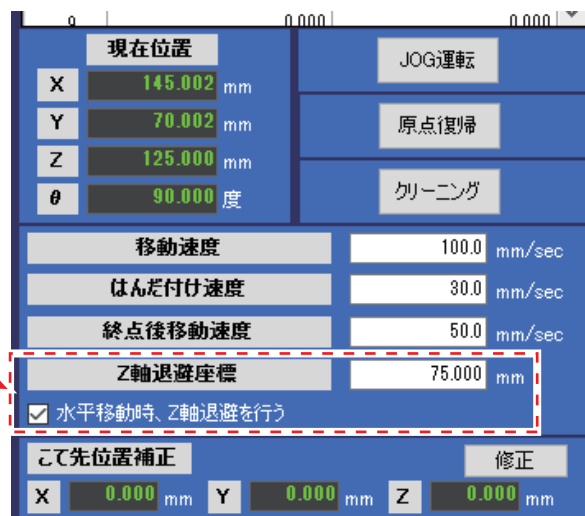 9 0.000 0.000
現在位置
X 145.002 mm
Y 70.002 mm
Z 125.000 mm
θ 90.000 度
JOG運転
原点復帰
クリーニング
移動速度 100.0 mm/sec
はんだ付け速度 30.0 mm/sec
終点後移動速度 50.0 mm/sec
Z軸退避座標 75.000 mm
水平移動時、Z軸退避を行う
こて先位置補正 修正
X 0.000 mm Y 0.000 mm Z 0.000 mm